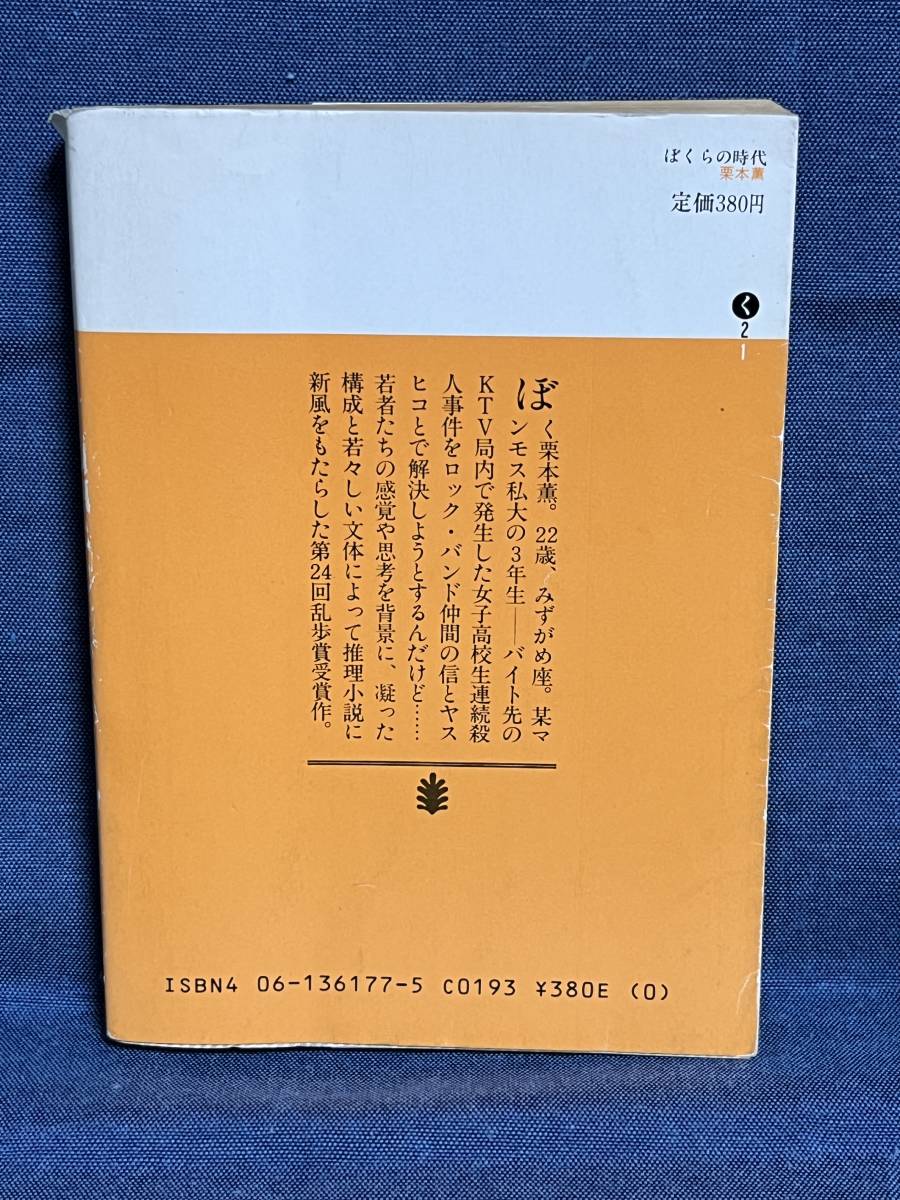 ぼくらの時代
栗本薫
定価380円
く
2
1
ぼく栗本薫。22歳、みずがめ座。某マ
ンモス私大の3年生――バイト先の
KTV局内で発生した女子高校生連続殺
人事件をロック・バンド仲間の信とヤス
ヒコとで解決しようとするんだけど……
若者たちの感覚や思考を背景に、凝った
構成と若々しい文体によって推理小説に
新風をもたらした第24回乱歩賞受賞作。
ISBN4 06-136177-5 C0193 ¥380E (0)